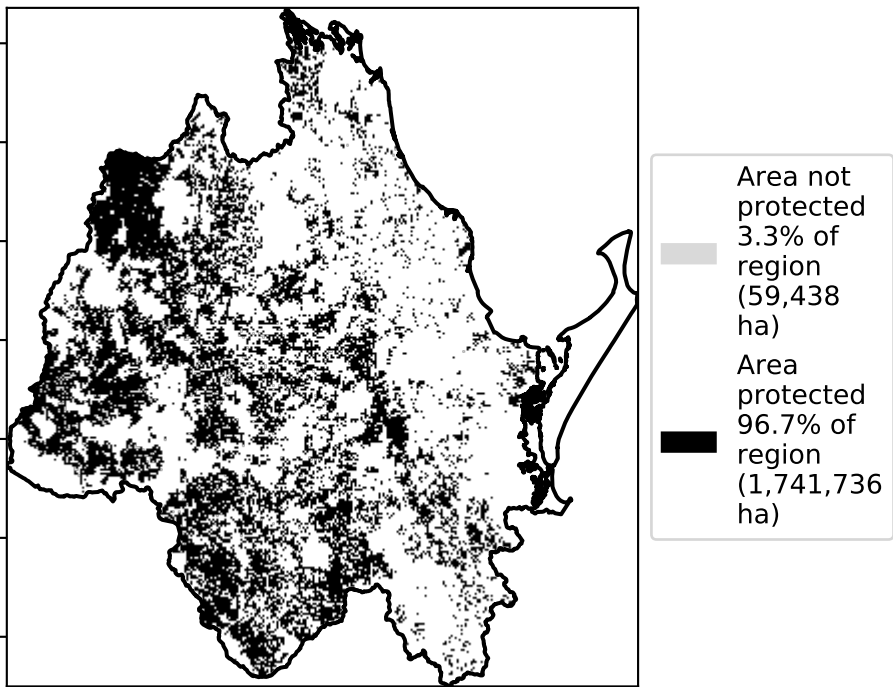 Area not
protected
3.3% of
region
(59,438
ha)
Area
protected
96.7% of
region
(1,741,736
ha)